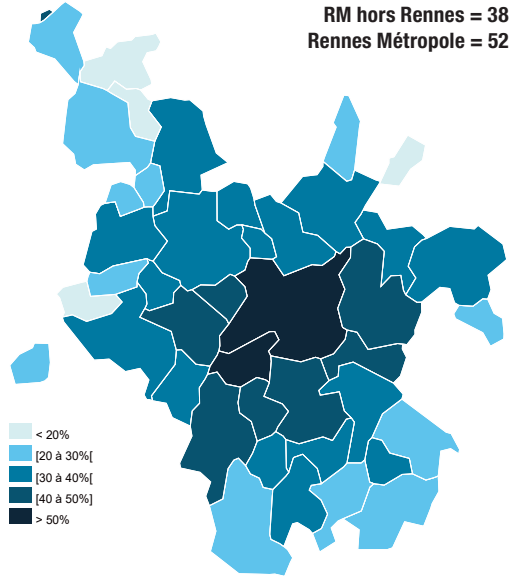 RM hors Rennes = 38
Rennes Métropole = 52
< 20%
[20 à 30%[
[30 à 40%[
[40 à 50%]
> 50%